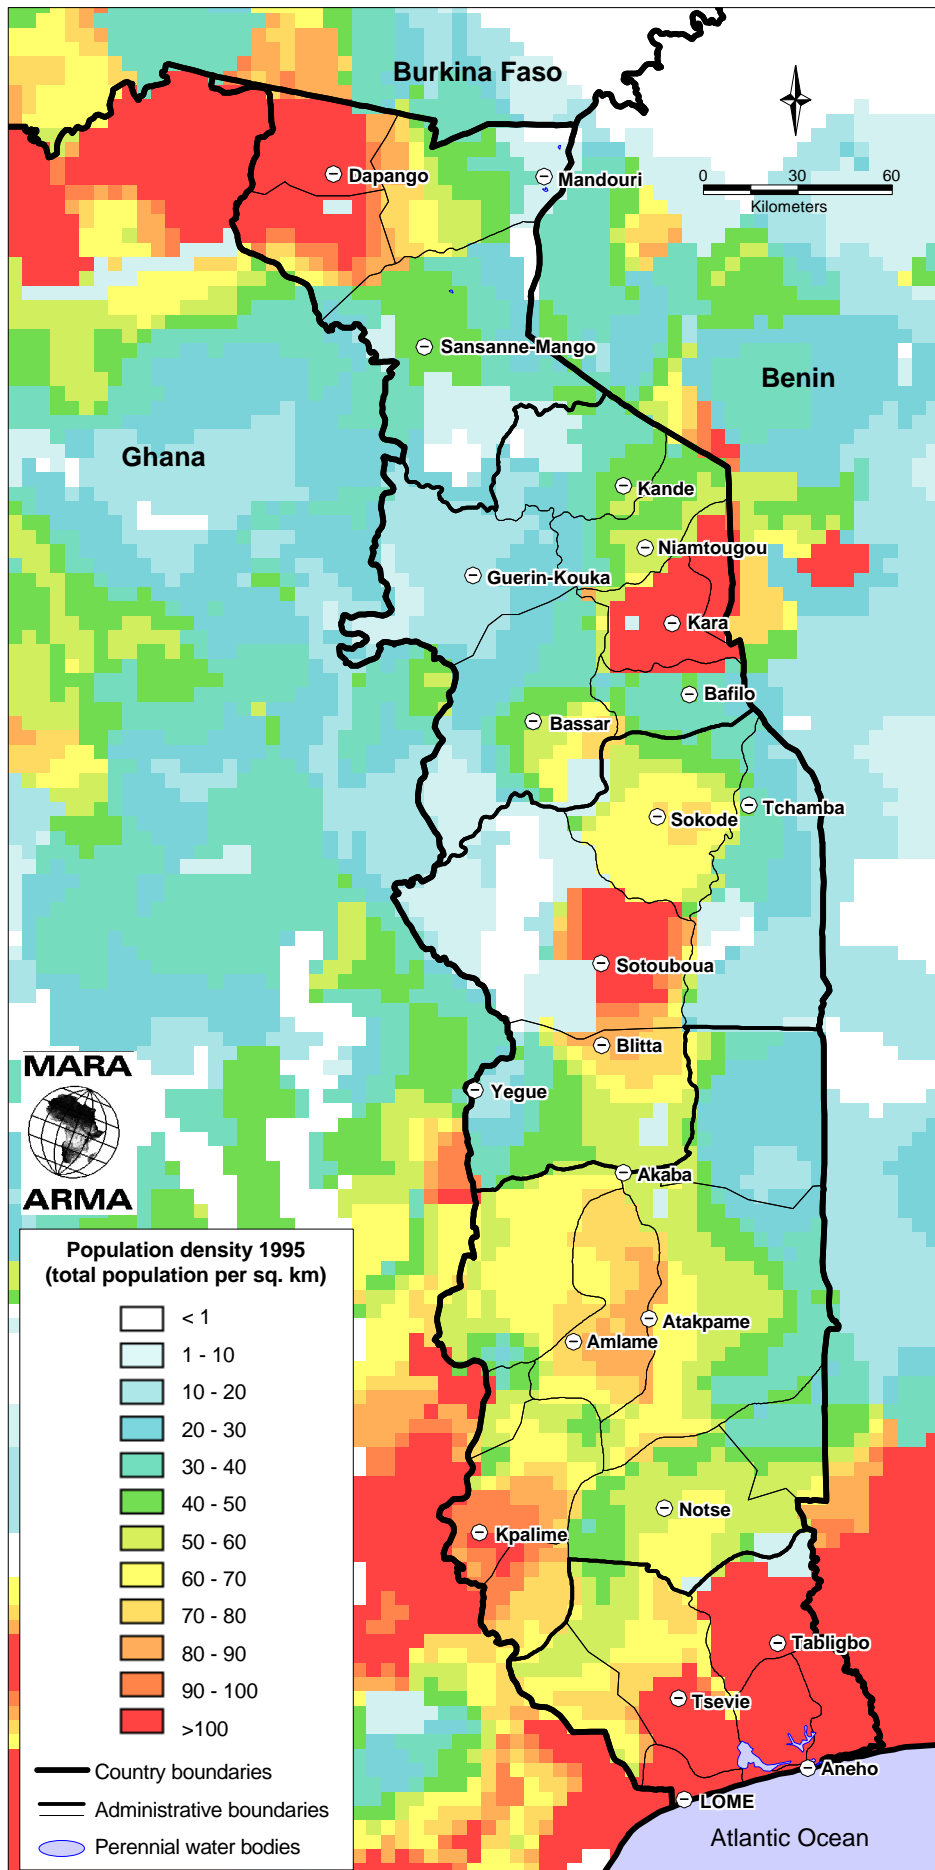 Burkina Faso
Dapango
Mandouri
0 30 60
Kilometers
Sansanne-Mango
Benin
Ghana
Kande
Niamtougou
Guerin-Kouka
Kara
Bafilo
Bassar
Tchamba
Sokode
Sotouboua
Blitta
Yegue
Akaba
Atakpame
Amlame
Notse
Kpalime
Tabligbo
Tsevie
Aneho
LOME
Atlantic Ocean
MARA
ARMA
Population density 1995
(total population per sq. km)
< 1
1 - 10
10 - 20
20 - 30
30 - 40
40 - 50
50 - 60
60 - 70
70 - 80
80 - 90
90 - 100
>100
Country boundaries
Administrative boundaries
Perennial water bodies